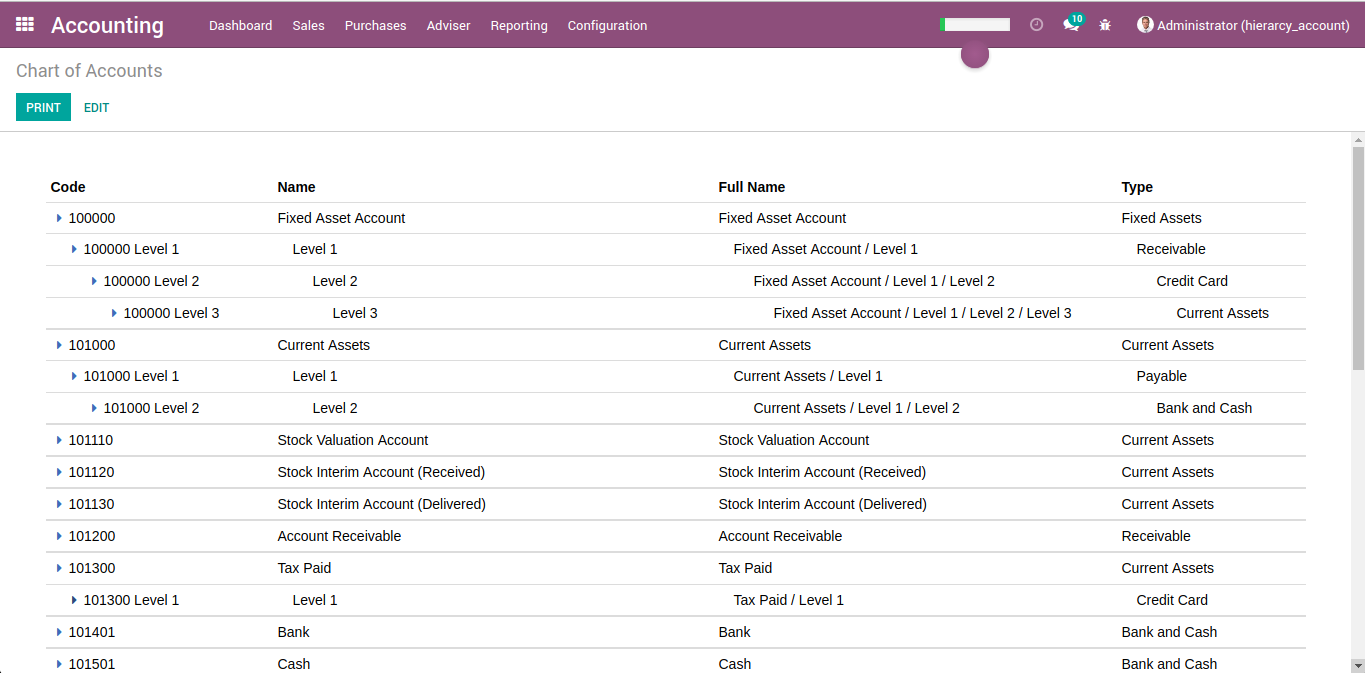 Accounting Dashboard Sales Purchases Adviser Reporting Configuration 10 Administrator (hierarcy_account)
Chart of Accounts
PRINT EDIT
Code Name Full Name Type
100000 Fixed Asset Account Fixed Asset Account Fixed Assets
100000 Level 1 Level 1 Fixed Asset Account / Level 1 Receivable
100000 Level 2 Level 2 Fixed Asset Account / Level 1 / Level 2 Credit Card
100000 Level 3 Level 3 Fixed Asset Account / Level 1 / Level 2 / Level 3 Current Assets
101000 Current Assets Current Assets Current Assets
101000 Level 1 Level 1 Current Assets / Level 1 Payable
101000 Level 2 Level 2 Current Assets / Level 1 / Level 2 Bank and Cash
101110 Stock Valuation Account Stock Valuation Account Current Assets
101120 Stock Interim Account (Received) Stock Interim Account (Received) Current Assets
101130 Stock Interim Account (Delivered) Stock Interim Account (Delivered) Current Assets
101200 Account Receivable Account Receivable Receivable
101300 Tax Paid Tax Paid Current Assets
101300 Level 1 Level 1 Tax Paid / Level 1 Credit Card
101401 Bank Bank Bank and Cash
101501 Cash Cash Bank and Cash